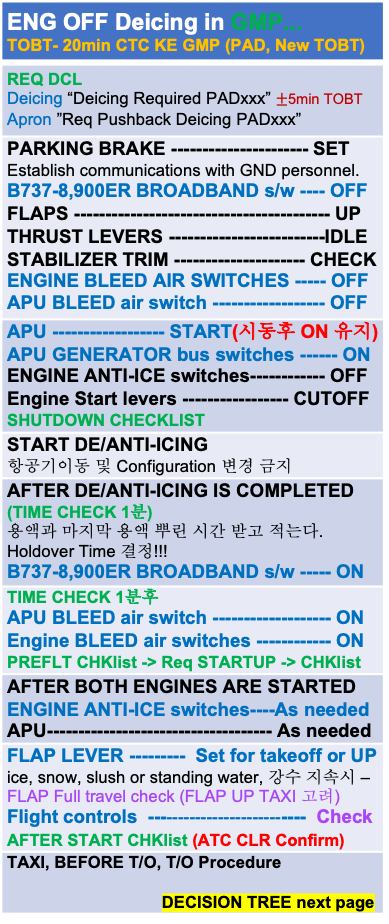 ENG OFF Deicing in GMP...
TOBT- 20min CTC KE GMP (PAD, New TOBT)
REQ DCL
Deicing “Deicing Required PADxxx” ±5min TOBT
Apron ”Req Pushback Deicing PADxxx”
PARKING BRAKE ---------------------- SET
Establish communications with GND personnel.
B737-8,900ER BROADBAND s/w ---- OFF
FLAPS ----------------------------------------- UP
THRUST LEVERS -------------------------IDLE
STABILIZER TRIM --------------------- CHECK
ENGINE BLEED AIR SWITCHES ----- OFF
APU BLEED air switch ------------------ OFF
APU ------------------ START(시동후 ON 유지)
APU GENERATOR bus switches ------ ON
ENGINE ANTI-ICE switches------------ OFF
Engine Start levers ----------------- CUTOFF
SHUTDOWN CHECKLIST
START DE/ANTI-ICING
항공기이동 및 Configuration 변경 금지
AFTER DE/ANTI-ICING IS COMPLETED
(TIME CHECK 1분)
용액과 마지막 용액 뿌린 시간 받고 적는다.
Holdover Time 결정!!!
B737-8,900ER BROADBAND s/w ----- ON
TIME CHECK 1분후
APU BLEED air switch ------------------- ON
Engine BLEED air switches ------------ ON
PREFLT CHKlist -> Req STARTUP -> CHKlist
AFTER BOTH ENGINES ARE STARTED
ENGINE ANTI-ICE switches----As needed
APU------------------------------------ As needed
FLAP LEVER --------- Set for takeoff or UP
ice, snow, slush or standing water, 강수 지속시 –
FLAP Full travel check (FLAP UP TAXI 고려)
Flight controls ------------------------- Check
AFTER START CHKlist (ATC CLR Confirm)
TAXI, BEFORE T/O, T/O Procedure
DECISION TREE next page